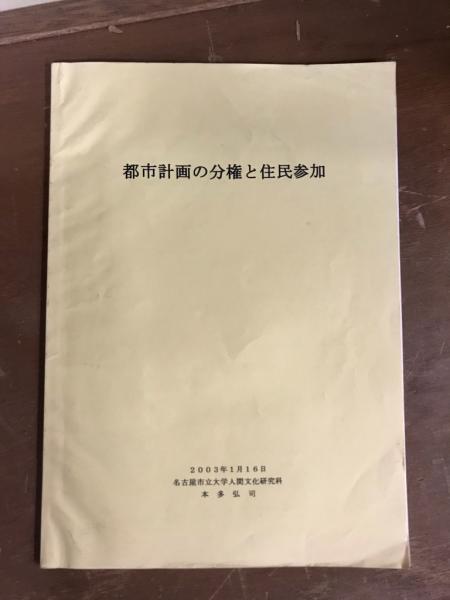 都市計画の分権と住民参加
２００３年１月１６日
名古屋市立大学人間文化研究科
本多弘司